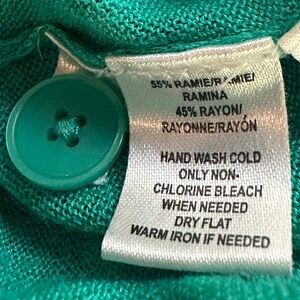 55% RAMIE/RAMIE/
RAMINA
45% RAYON/
RAYONNE/RAYÓN
HAND WASH COLD
ONLY NON-
CHLORINE BLEACH
WHEN NEEDED
DRY FLAT
WARM IRON IF NEEDED